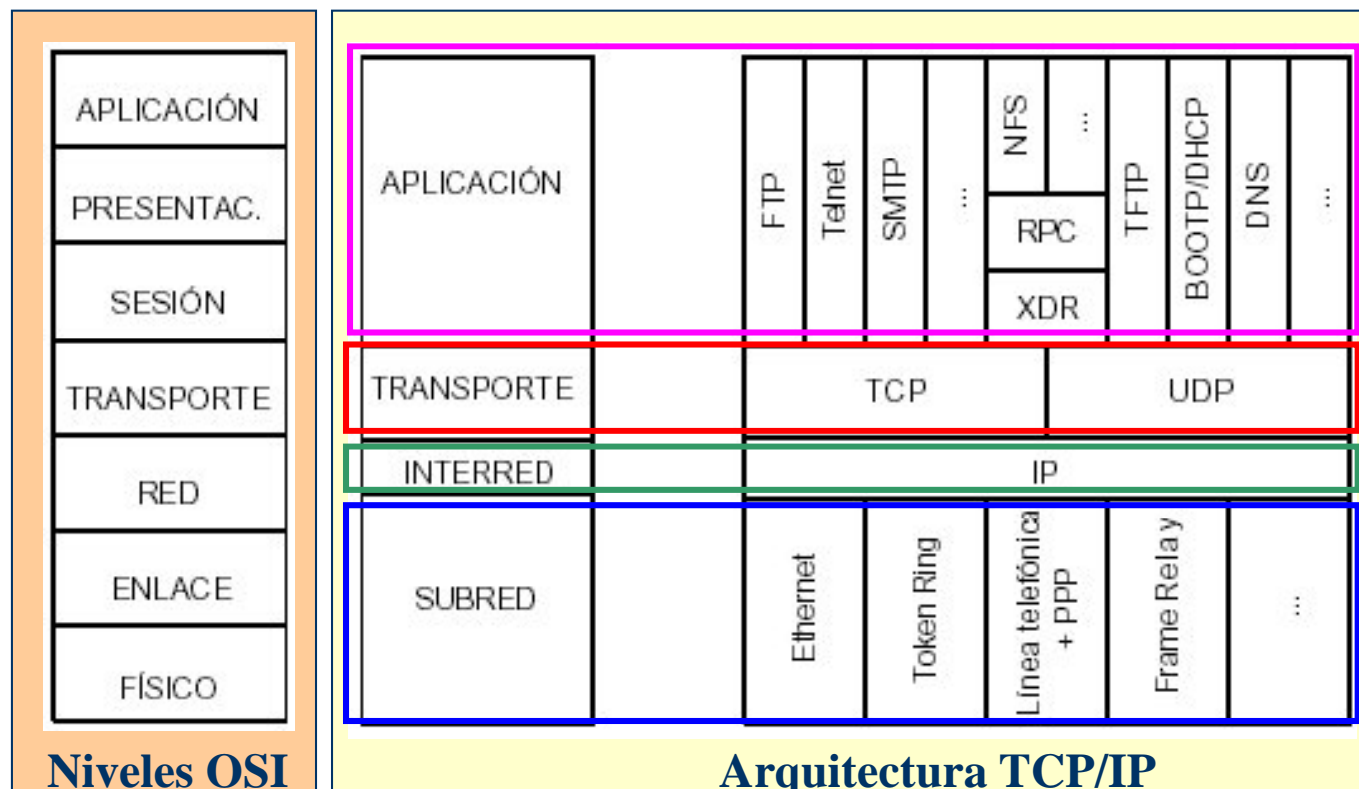 APLICACIÓN
PRESENTAC.
SESIÓN
TRANSPORTE
RED
ENLACE
FÍSICO
Niveles OSI
APLICACIÓN
FTP
Telnet
SMTP
...
NFS
...
RPC
XDR
TFTP
BOOTP/DHCP
DNS
...
TRANSPORTE
TCP
UDP
INTERRED
IP
SUBRED
Ethernet
Token Ring
Línea telefónica
+ PPP
Frame Relay
...
Arquitectura TCP/IP